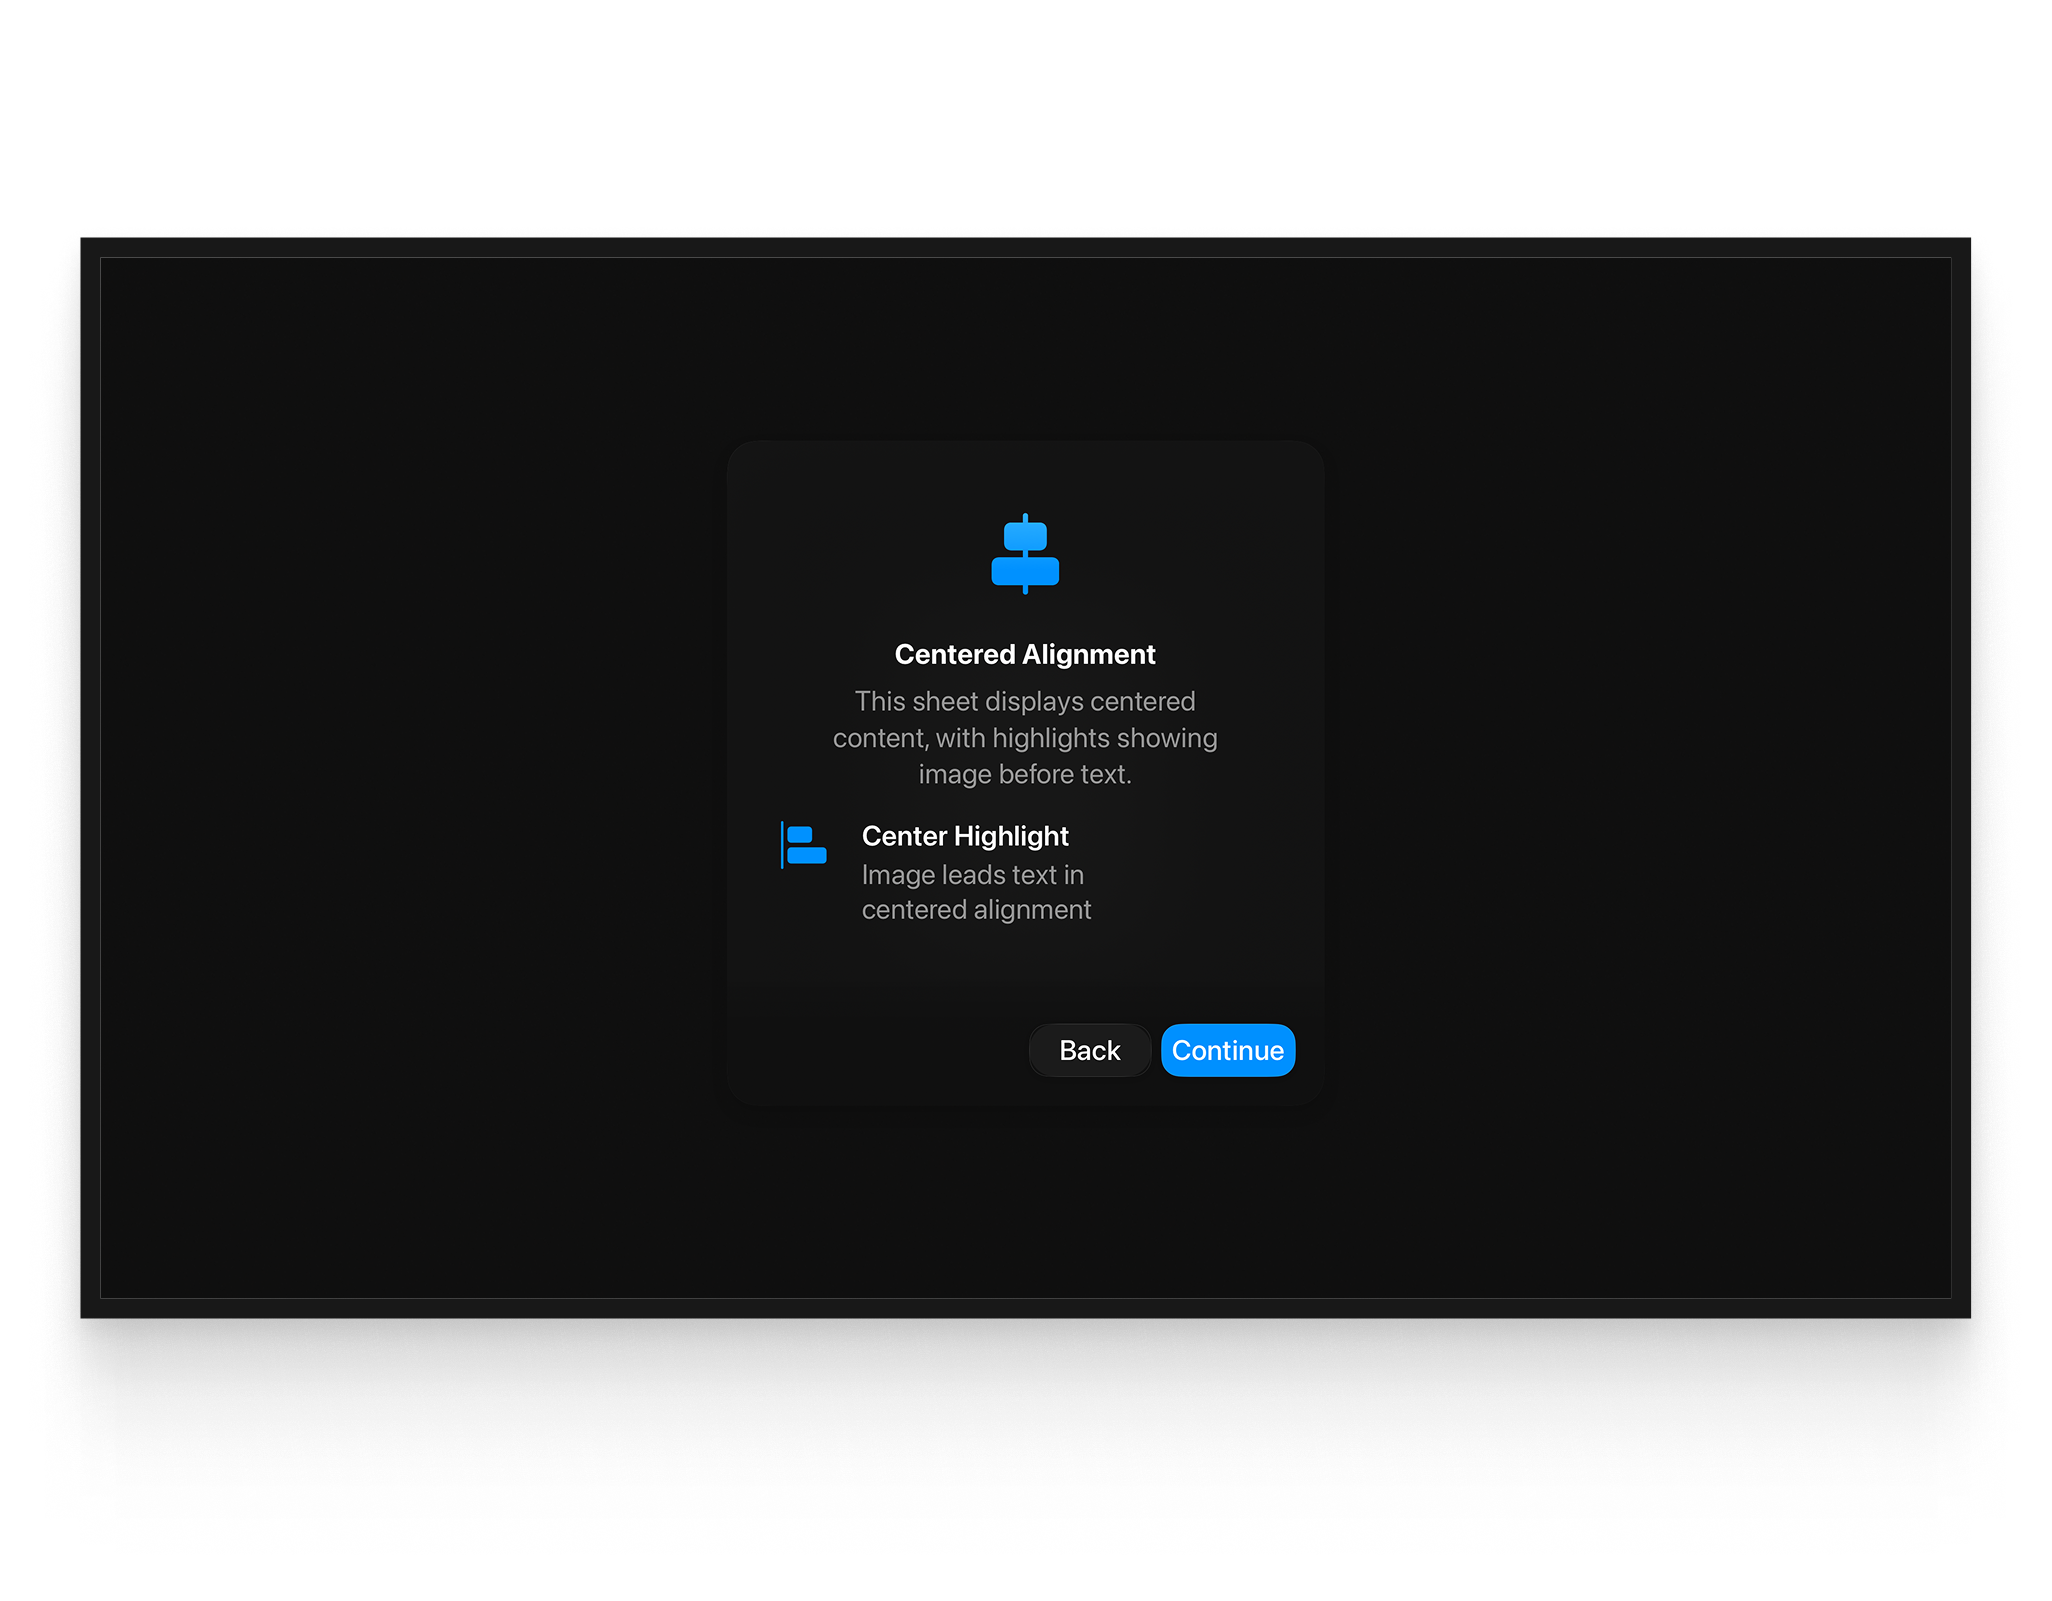 Centered Alignment
This sheet displays centered
content, with highlights showing
image before text.
Center Highlight
Image leads text in
centered alignment
Back
Continue